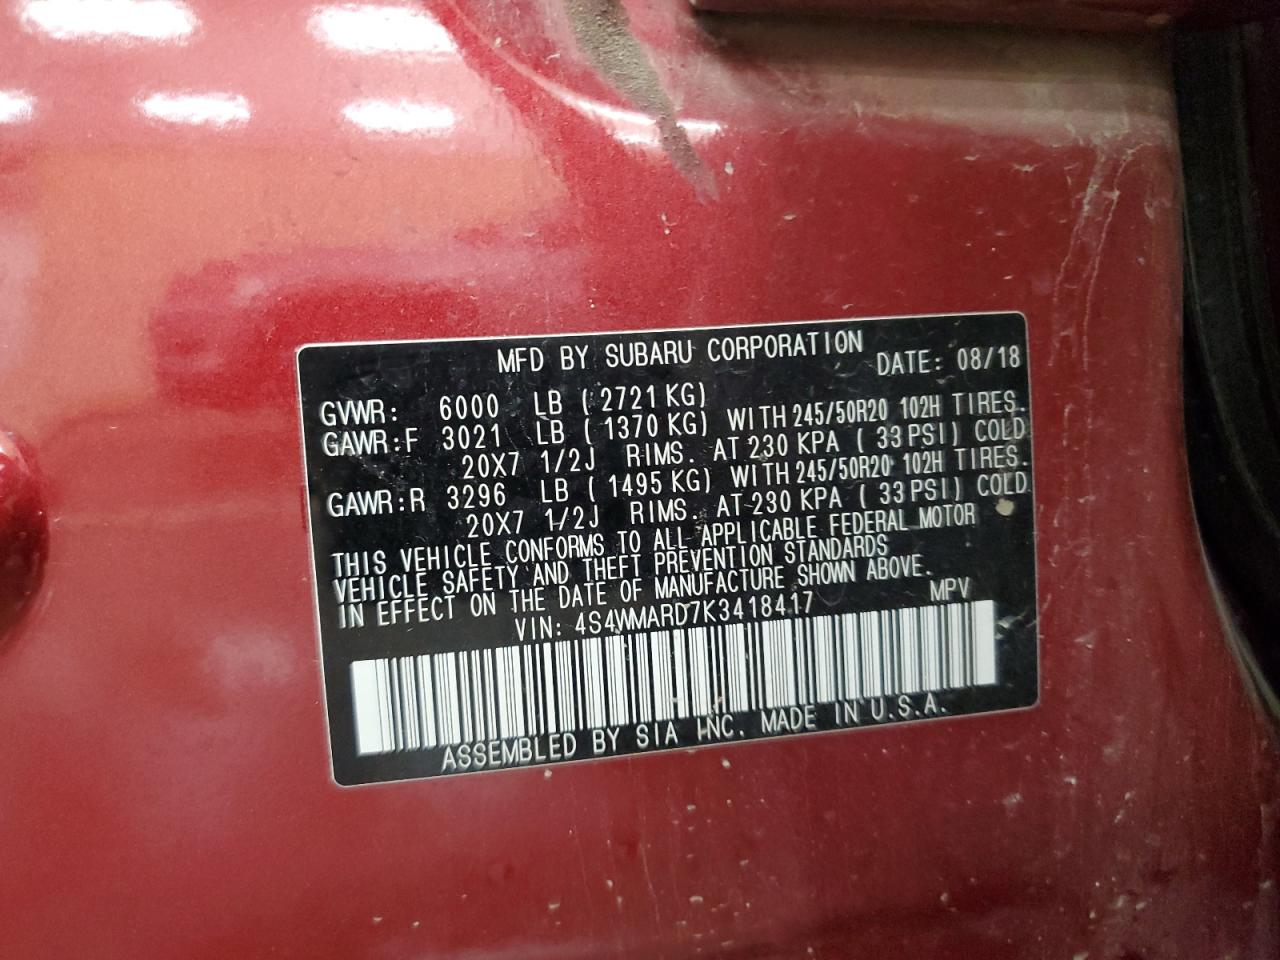 MFD BY SUBARU CORPORATION DATE: 08/18
GVWR: 6000 LB ( 2721 KG)
GAWR:F 3021 LB ( 1370 KG) WITH 245/50R20 102H TIRES.
20X7 1/2J RIMS. AT 230 KPA ( 33 PSI) COLD
GAWR:R 3296 LB ( 1495 KG) WITH 245/50R20 102H TIRES.
20X7 1/2J RIMS. AT 230 KPA ( 33 PSI) COLD
THIS VEHICLE CONFORMS TO ALL APPLICABLE FEDERAL MOTOR
VEHICLE SAFETY AND THEFT PREVENTION STANDARDS
IN EFFECT ON THE DATE OF MANUFACTURE SHOWN ABOVE.
VIN: 4S4WMARD7K3418417 MPV
ASSEMBLED BY SIA INC. MADE IN U.S.A.